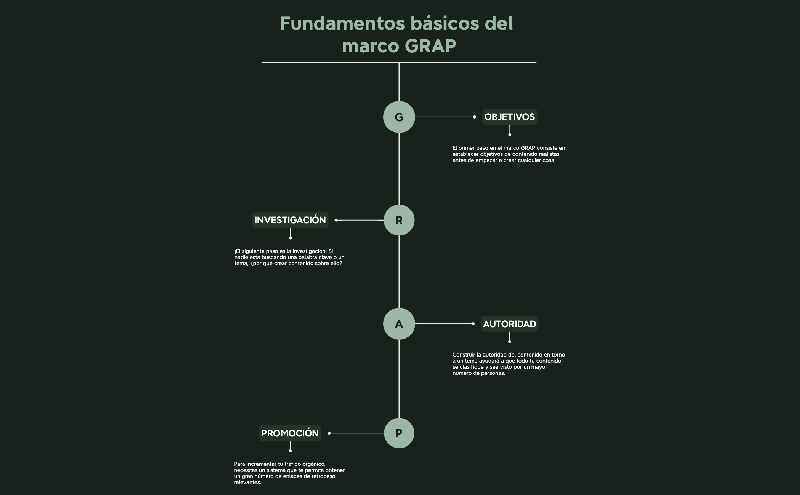 Fundamentos básicos del
marco GRAP
G
OBJETIVOS
El primer paso en el marco GRAP consiste en
establecer objetivos de contenido realistas
antes de empezar a crear cualquier cosa.
R
INVESTIGACIÓN
¡El siguiente paso es la investigación! Si
nadie está buscando una palabra clave o un
tema, ¿por qué crear contenido sobre ello?
A
AUTORIDAD
Construir la autoridad del contenido en torno
a un tema ayudará a que todo tu contenido
se clasifique y sea visto por un mayor
número de personas.
P
PROMOCIÓN
Para incrementar tu tráfico orgánico,
necesitas un sistema que te permita obtener
un gran número de enlaces de retroceso
relevantes.